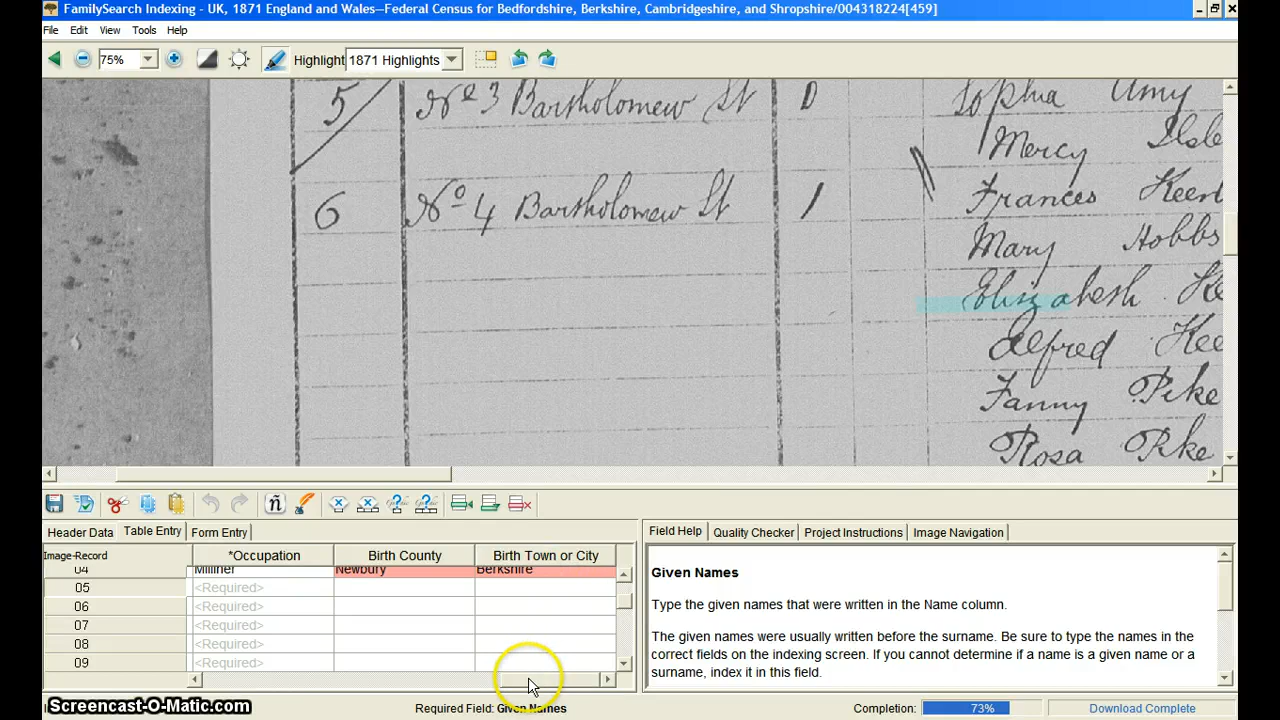 FamilySearch Indexing - UK, 1871 England and Wales—Federal Census for Bedfordshire, Berkshire, Cambridgeshire, and Shropshire/004318224[459]
File Edit View Tools Help
75% Highlight 1871 Highlights
5 No 3 Bartholomew St 0 Sophia Amy
Mercy
6 No 4 Bartholomew St 1 Frances Keen
Mary Hobbs
Elizabeth Ke
Alfred Kee
Fanny Pike
Rosa Pike
Header Data Table Entry Form Entry
Image-Record *Occupation Birth County Birth Town or City
04 Milliner Newbury Berkshire
05 <Required>
06 <Required>
07 <Required>
08 <Required>
09 <Required>
Field Help Quality Checker Project Instructions Image Navigation
Given Names
Type the given names that were written in the Name column.
The given names were usually written before the surname. Be sure to type the names in the
correct fields on the indexing screen. If you cannot determine if a name is a given name or a
surname, index it in this field.
Screencast-O-Matic.com Required Field: Given Names Completion: 73% Download Complete